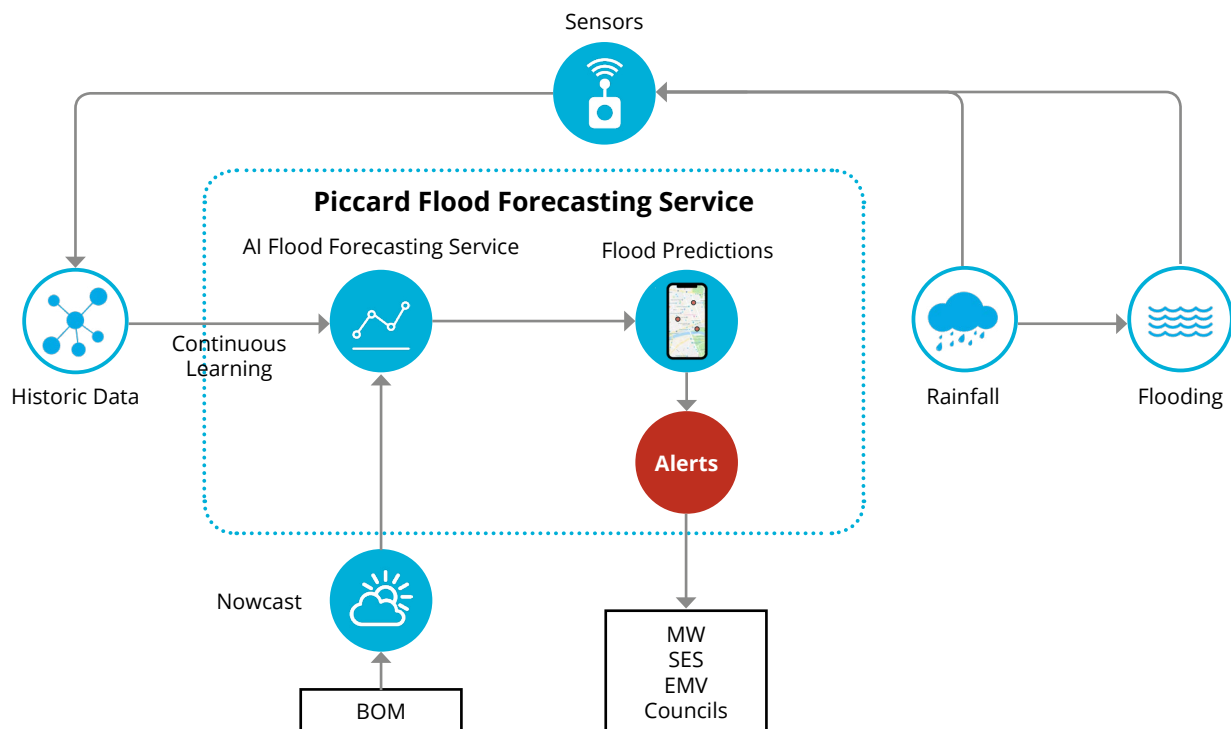 Sensors
Piccard Flood Forecasting Service
AI Flood Forecasting Service
Flood Predictions
Continuous
Learning
Historic Data
Rainfall
Flooding
Alerts
Nowcast
BOM
MW
SES
EMV
Councils